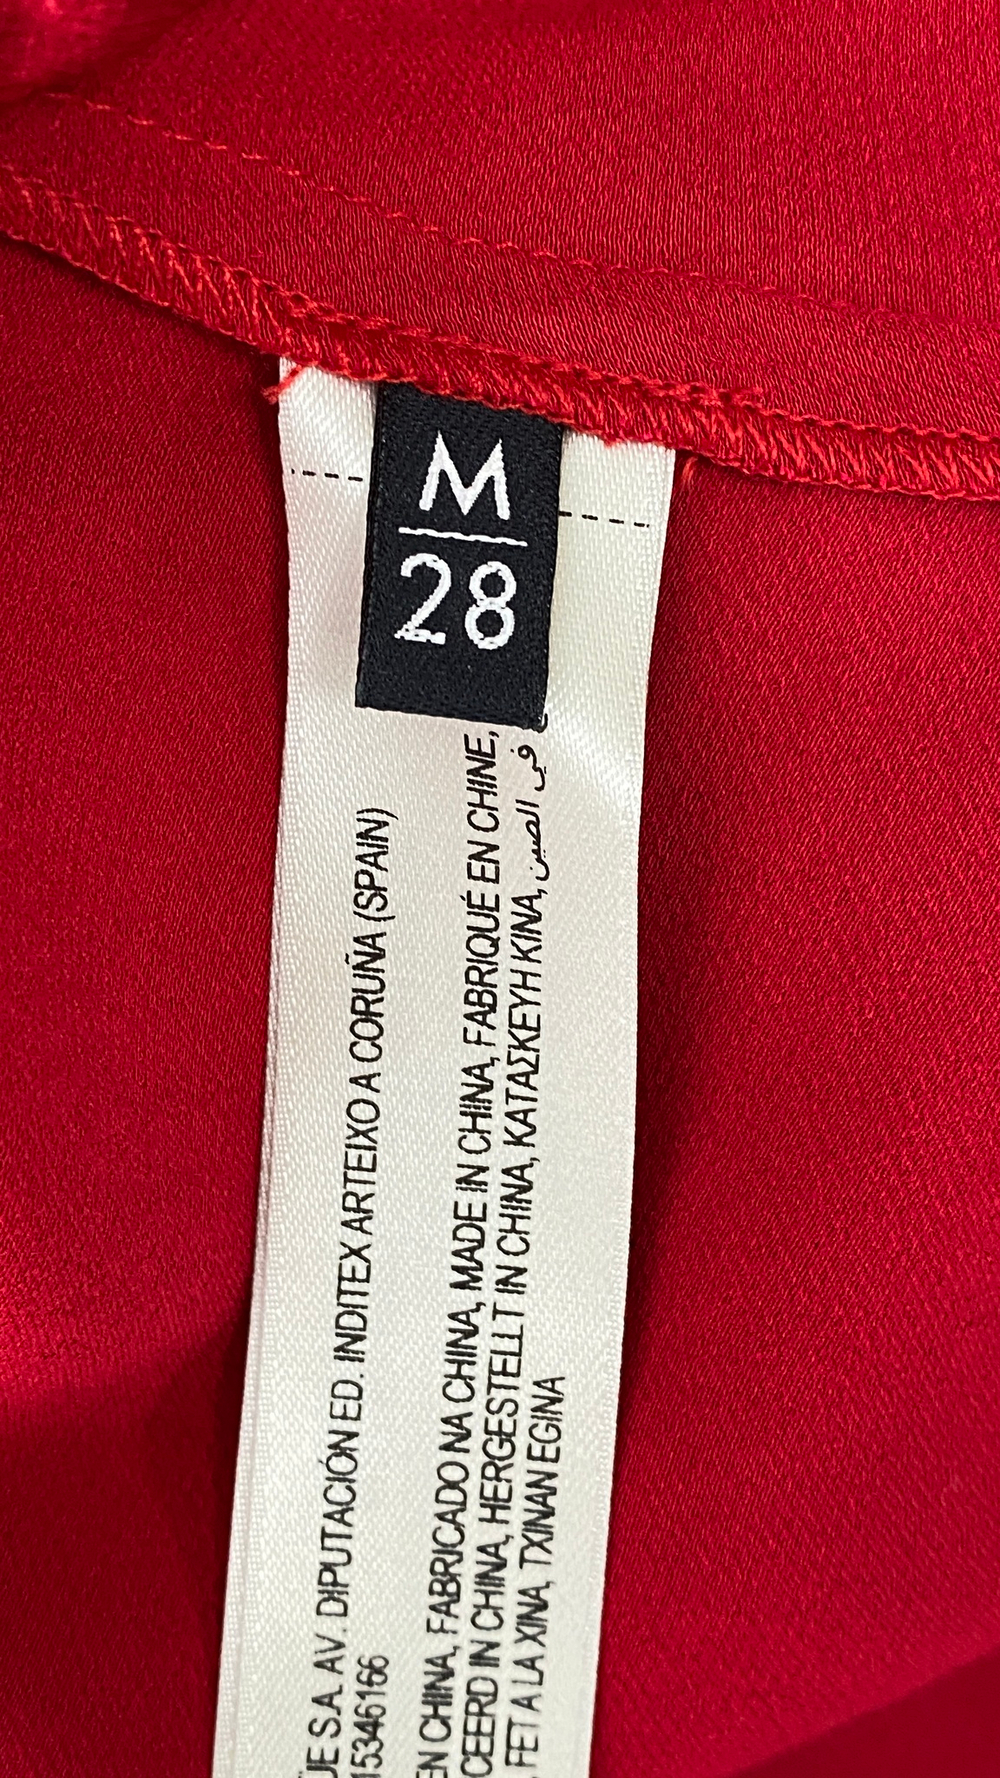 M
28
S.A. AV. DIPUTACIÓN ED. INDITEX ARTEIXO A CORUÑA (SPAIN)
15346166
EN CHINA, FABRICADO NA CHINA, MADE IN CHINA, FABRIQUÉ EN CHINE,
IN CHINA, HERGESTELLT IN CHINA, ΚΑΤΑΣΚΕΥΗ ΚΙΝΑ, في الصين
, FET A LA XINA, TXINAN EGINA